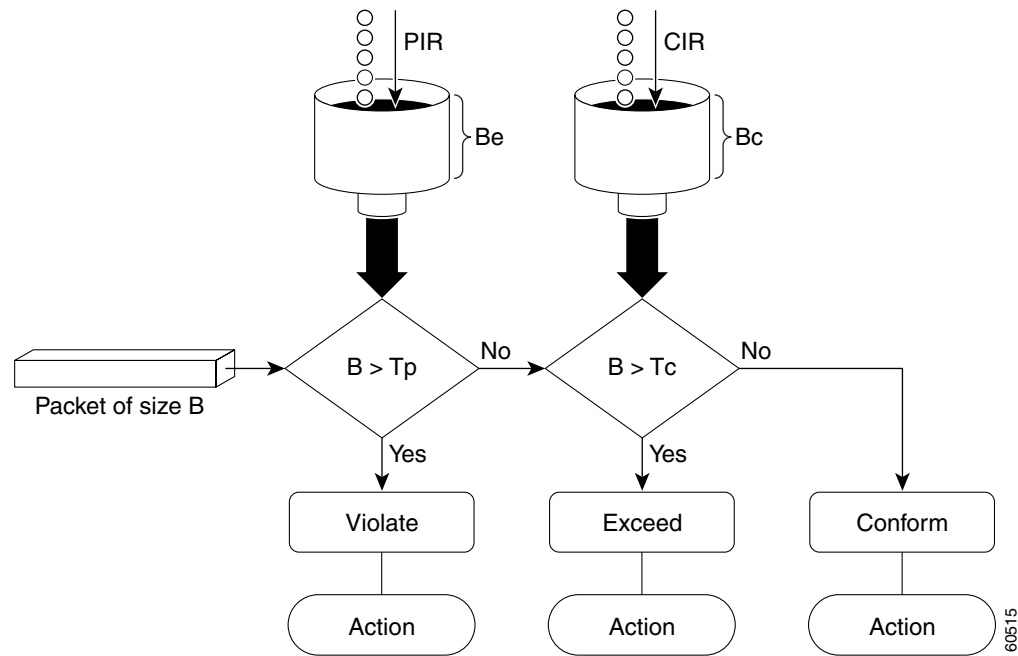 PIR
CIR
Be
Bc
B > Tp
No
B > Tc
No
Packet of size B
Yes
Yes
Violate
Exceed
Conform
Action
Action
Action
60515